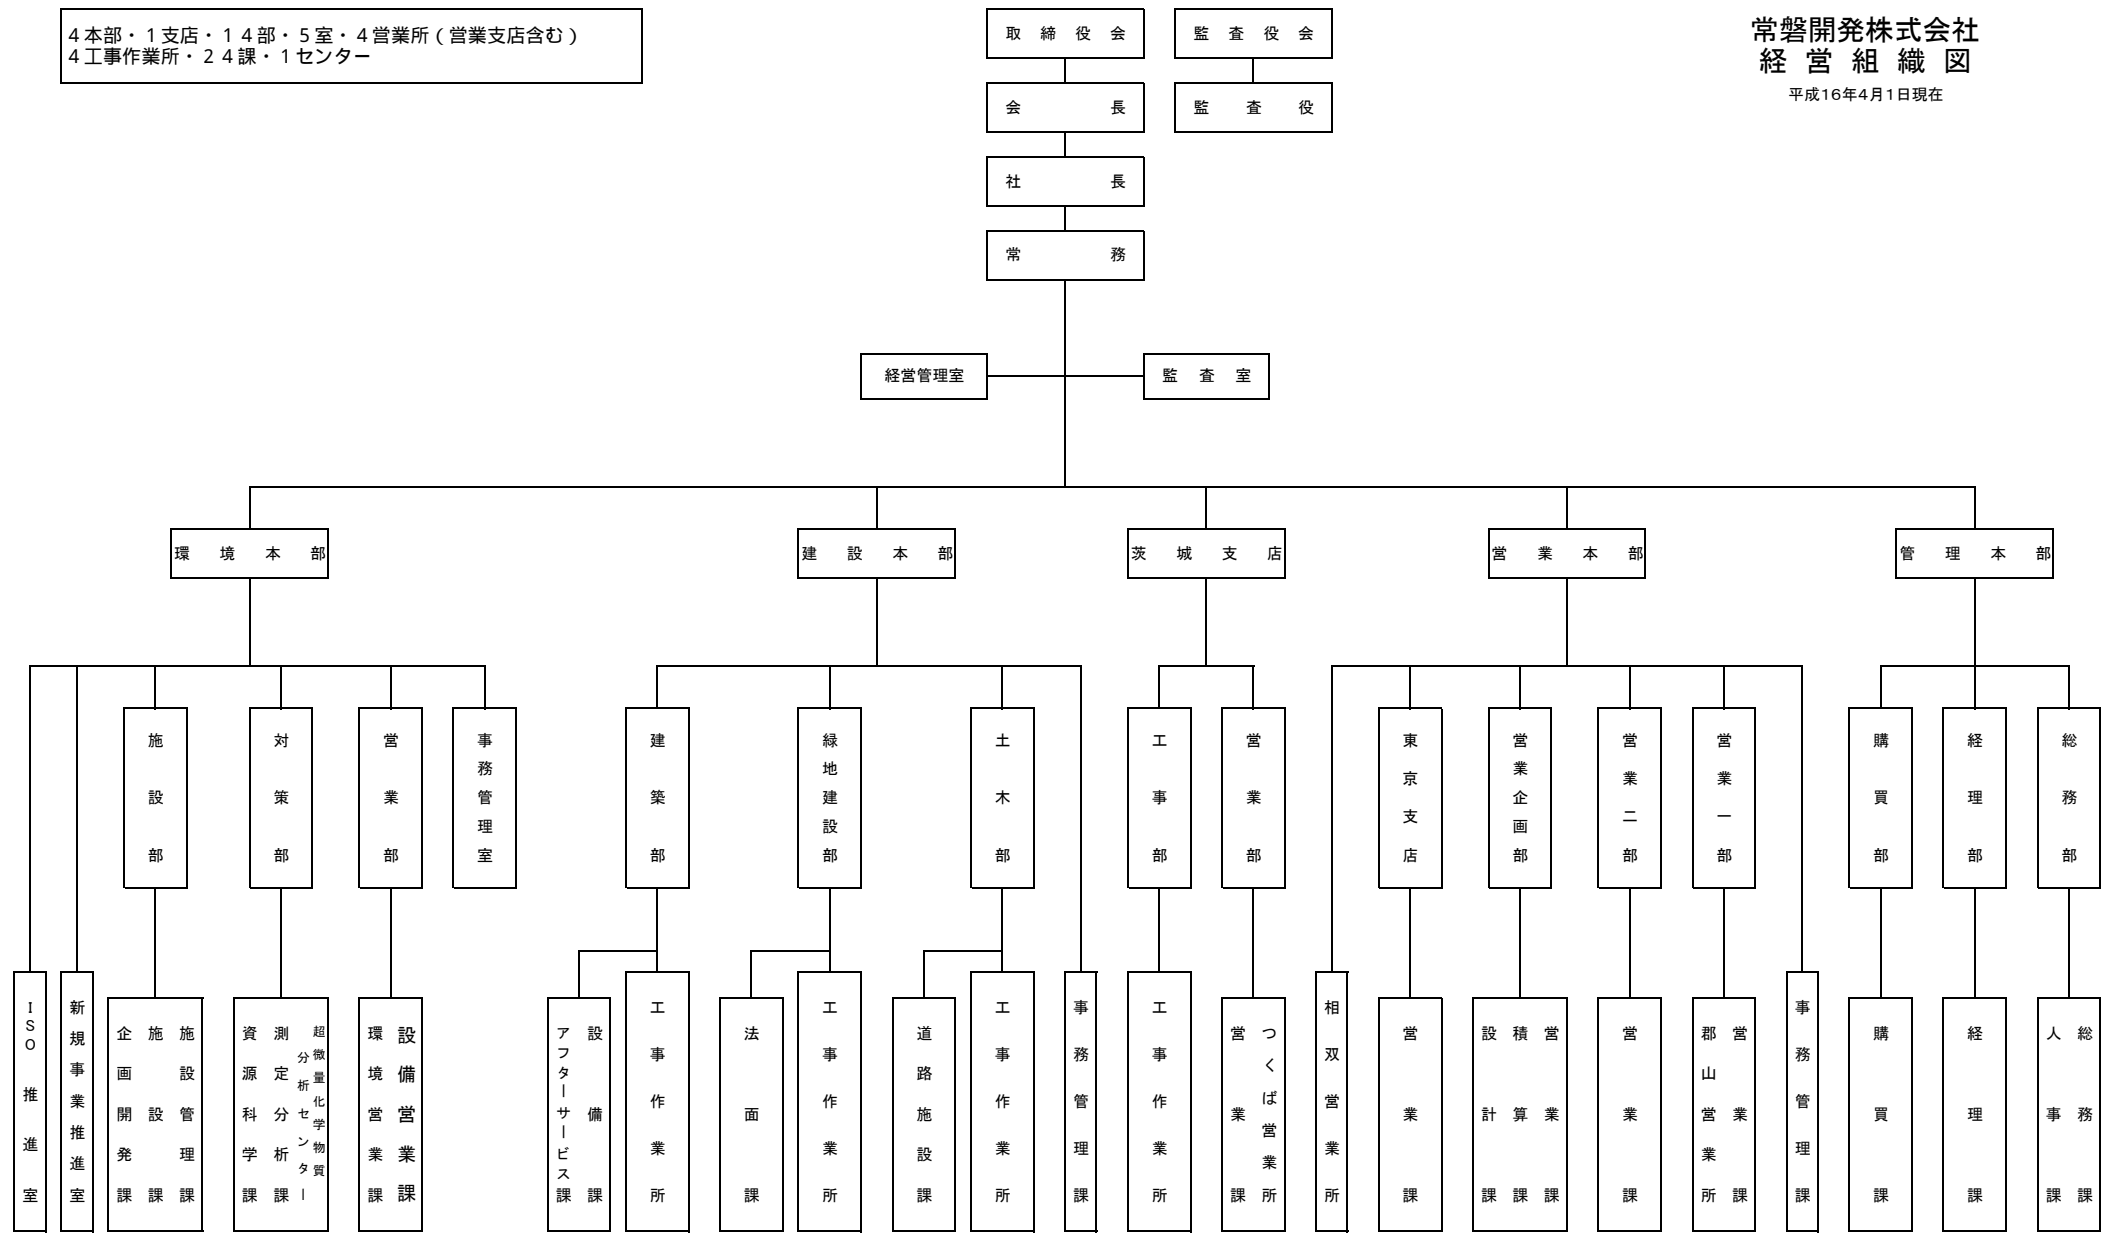 4本部・1支店・14部・5室・4営業所(営業支店含む)
4工事作業所・24課・1センター
常磐開発株式会社
経営組織図
平成16年4月1日現在
取締役会
監査役会
会長
監査役
社長
常務
経営管理室
監査室
環境本部
建設本部
茨城支店
営業本部
管理本部
施設部
対策部
営業部
事務管理室
建築部
緑地建設部
土木部
工事部
営業部
東京支店
営業企画部
営業二部
営業一部
購買部
経理部
総務部
ISO推進室
新規事業推進室
企画開発課
施設課
施設管理課
資源科学課
測定分析課
超微量化学物質
分析センター
環境営業課
設備営業課
アフターサービス課
設備課
工事作業所
法面課
工事作業所
道路施設課
工事作業所
事務管理課
工事作業所
営業課
つくば営業所
相双営業所
営業課
設計課
積算課
営業課
営業課
郡山営業所
営業課
事務管理課
購買課
経理課
人事課
総務課